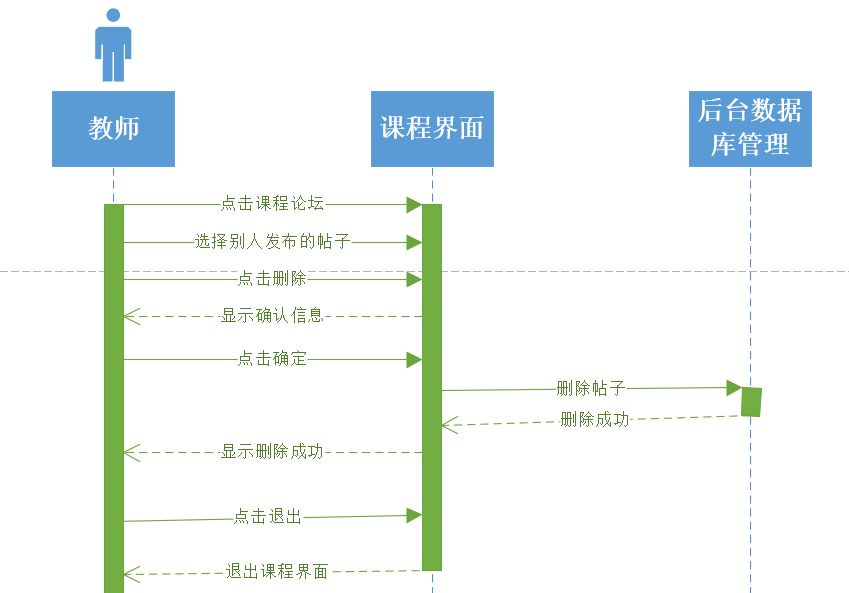 教师
课程界面
后台数据
库管理
点击课程论坛
选择别人发布的帖子
点击删除
显示确认信息
点击确定
删除帖子
删除成功
显示删除成功
点击退出
退出课程界面